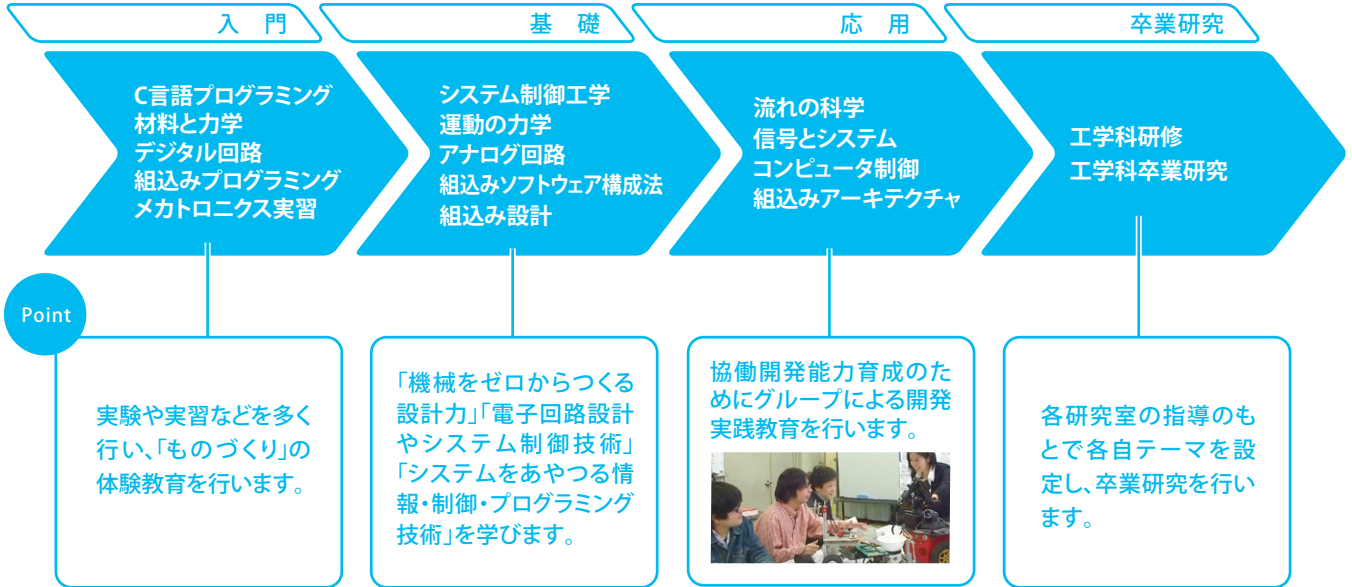 入 門
基 礎
応 用
卒業研究
C言語プログラミング
材料と力学
デジタル回路
組込みプログラミング
メカトロニクス実習
システム制御工学
運動の力学
アナログ回路
組込みソフトウェア構成法
組込み設計
流れの科学
信号とシステム
コンピュータ制御
組込みアーキテクチャ
工学科研修
工学科卒業研究
Point
実験や実習などを多く
行い、「ものづくり」の
体験教育を行います。
「機械をゼロからつくる
設計力」「電子回路設計
やシステム制御技術」
「システムをあやつる情
報・制御・プログラミング
技術」を学びます。
協働開発能力育成のた
めにグループによる開発
実践教育を行います。
各研究室の指導のも
とで各自テーマを設
定し、卒業研究を行い
ます。